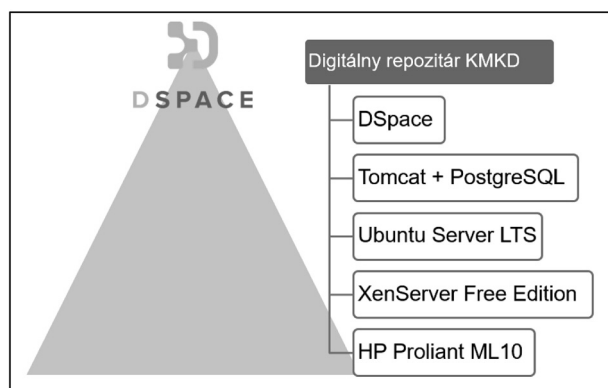 DSPACE
Digitálny repozitár KMKD
DSpace
Tomcat + PostgreSQL
Ubuntu Server LTS
XenServer Free Edition
HP Proliant ML10